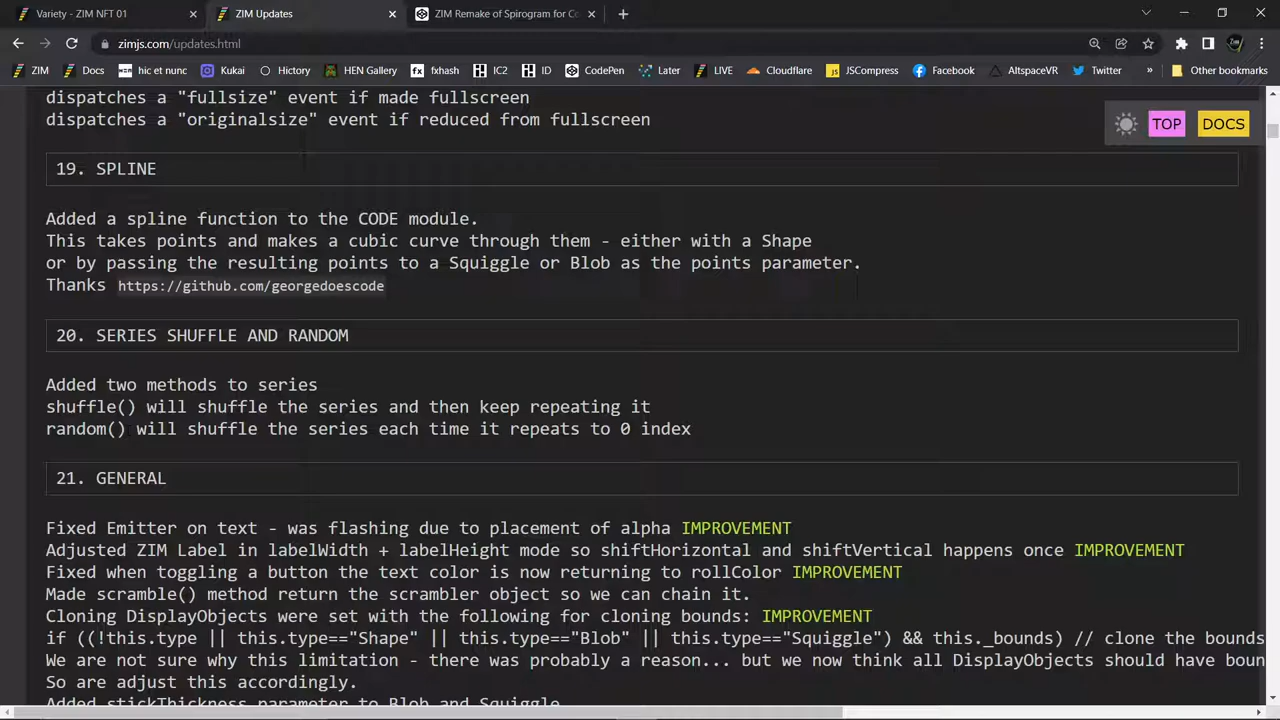 Variety - ZIM NFT 01
ZIM Updates
ZIM Remake of Spirogram for Co
zimjs.com/updates.html
ZIM
Docs
hic et nunc
Kukai
Hictory
HEN Gallery
fxhash
IC2
ID
CodePen
Later
LIVE
Cloudflare
JSCompress
Facebook
AltspaceVR
Twitter
»
Other bookmarks
dispatches a "fullsize" event if made fullscreen
dispatches a "originalsize" event if reduced from fullscreen
TOP
DOCS
19. SPLINE
Added a spline function to the CODE module.
This takes points and makes a cubic curve through them - either with a Shape
or by passing the resulting points to a Squiggle or Blob as the points parameter.
Thanks https://github.com/georgedoescode
20. SERIES SHUFFLE AND RANDOM
Added two methods to series
shuffle() will shuffle the series and then keep repeating it
random() will shuffle the series each time it repeats to 0 index
21. GENERAL
Fixed Emitter on text - was flashing due to placement of alpha IMPROVEMENT
Adjusted ZIM Label in labelWidth + labelHeight mode so shiftHorizontal and shiftVertical happens once IMPROVEMENT
Fixed when toggling a button the text color is now returning to rollColor IMPROVEMENT
Made scramble() method return the scrambler object so we can chain it.
Cloning DisplayObjects were set with the following for cloning bounds: IMPROVEMENT
if ((!this.type || this.type=="Shape" || this.type=="Blob" || this.type=="Squiggle") && this._bounds) // clone the bounds
We are not sure why this limitation - there was probably a reason... but we now think all DisplayObjects should have boun
So are adjust this accordingly.
Added stickThickness parameter to Blob and Squiggle